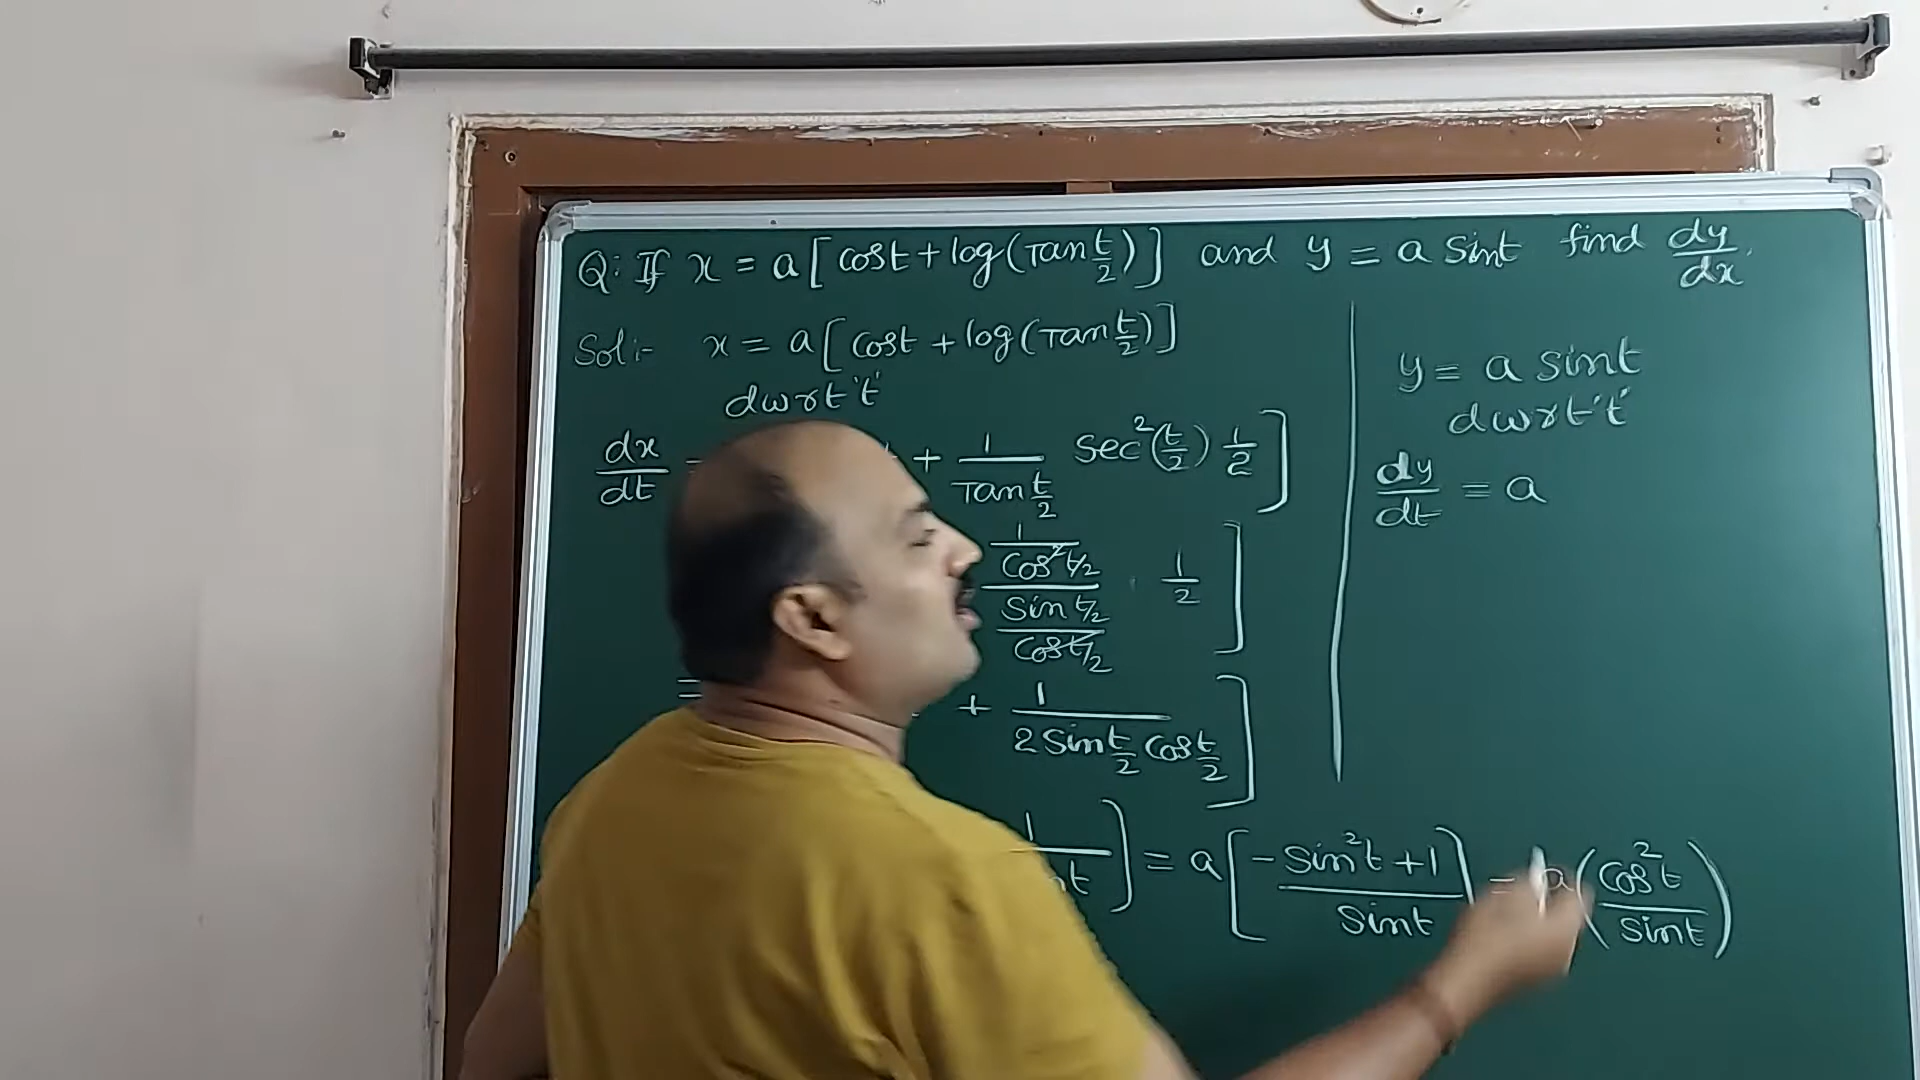 Q: If x = a[cost + log(Tan t/2)] and y = a Sint find dy/dx.
Sol:- x = a[cost + log(Tan t/2)]
dwrt 't'
dx/dt = + 1/(Tan t/2) Sec²(t/2) 1/2 ]
(1/(Cos² t/2))/((Sin t/2)/(Cos t/2)) · 1/2 ]
= + 1/(2 Sin t/2 Cos t/2) ]
] = a[(-Sin²t + 1)/Sint] = a(Cos²t/Sint)
y = a Sint
dwrt 't'
dy/dt = a